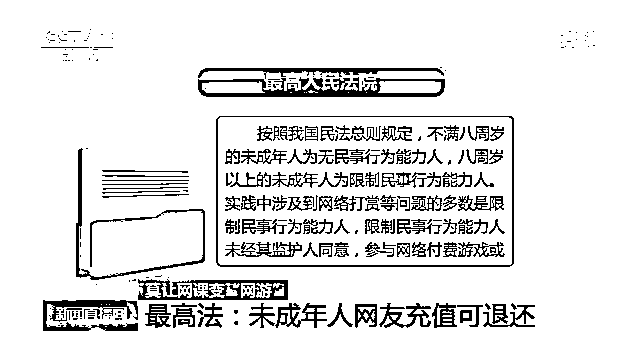 最高人民法院
按照我国民法总则规定，不满八周岁
的未成年人为无民事行为能力人，八周岁
以上的未成年人为限制民事行为能力人。
实践中涉及到网络打赏等问题的多数是限
制民事行为能力人，限制民事行为能力人
未经其监护人同意，参与网络付费游戏或
莫让网课变“网游”
新闻直播间
最高法：未成年人网友充值可退还